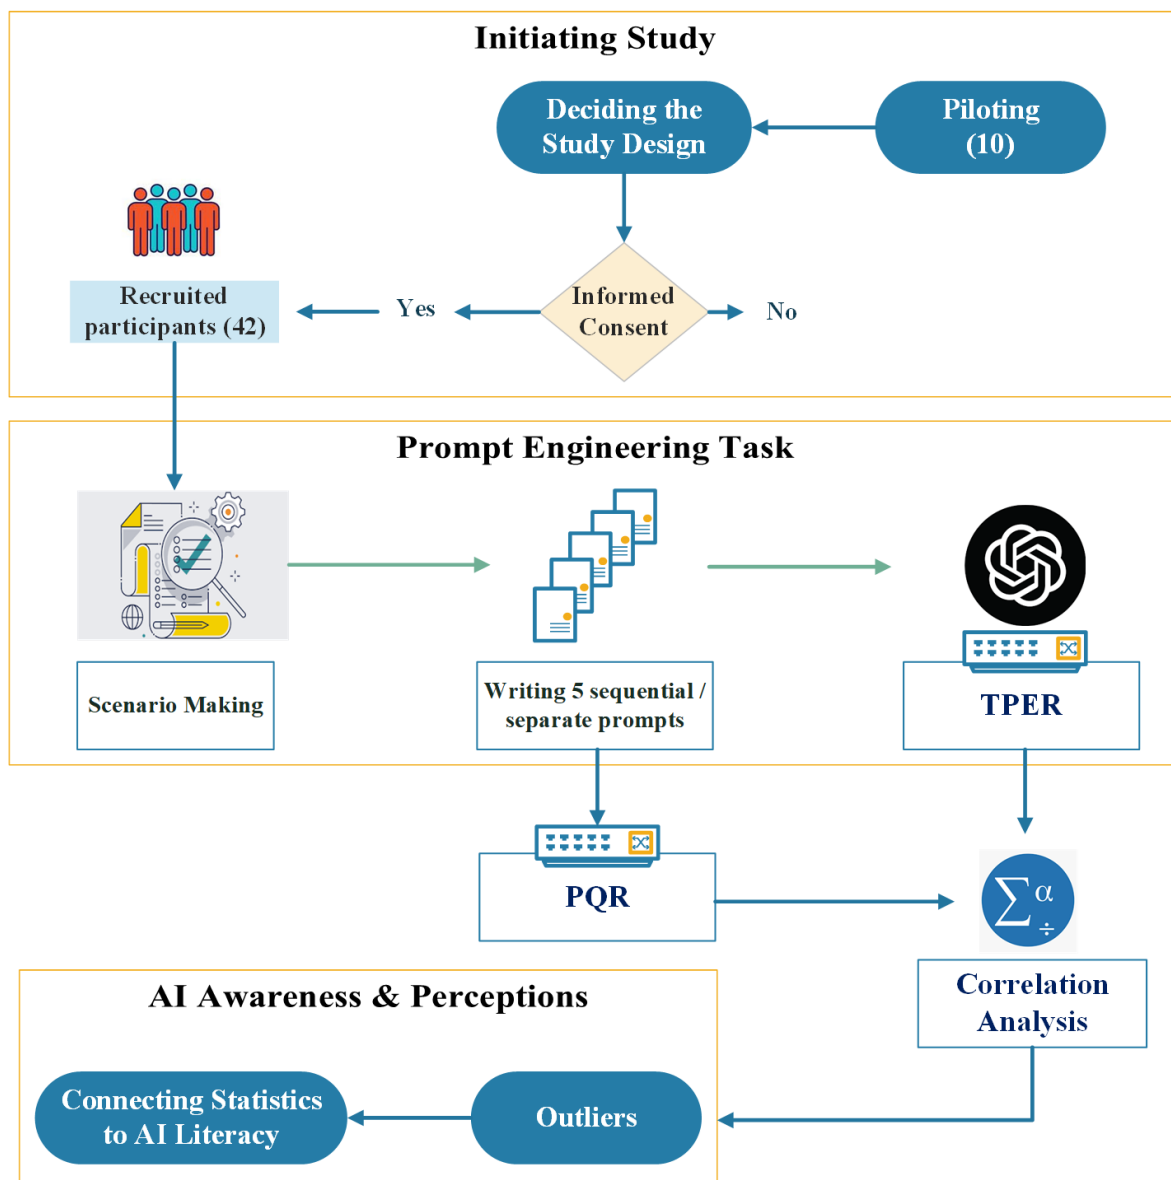 Initiating Study
Deciding the
Study Design
Piloting
(10)
Informed
Consent
Yes
No
Recruited
participants (42)
Prompt Engineering Task
Scenario Making
Writing 5 sequential /
separate prompts
TPER
PQR
∑ α
÷
Correlation
Analysis
AI Awareness & Perceptions
Connecting Statistics
to AI Literacy
Outliers